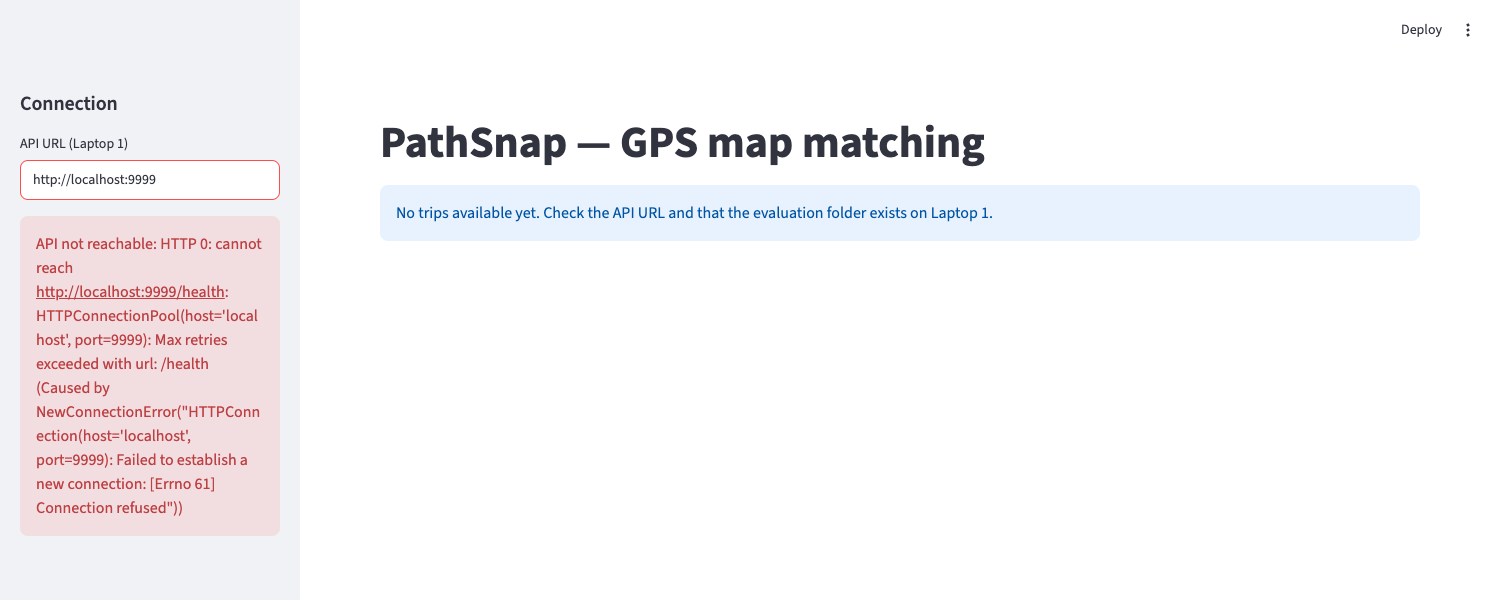 Deploy
Connection
API URL (Laptop 1)
http://localhost:9999
API not reachable: HTTP 0: cannot
reach
http://localhost:9999/health:
HTTPConnectionPool(host='local
host', port=9999): Max retries
exceeded with url: /health
(Caused by
NewConnectionError("HTTPConn
ection(host='localhost',
port=9999): Failed to establish a
new connection: [Errno 61]
Connection refused"))
PathSnap — GPS map matching
No trips available yet. Check the API URL and that the evaluation folder exists on Laptop 1.